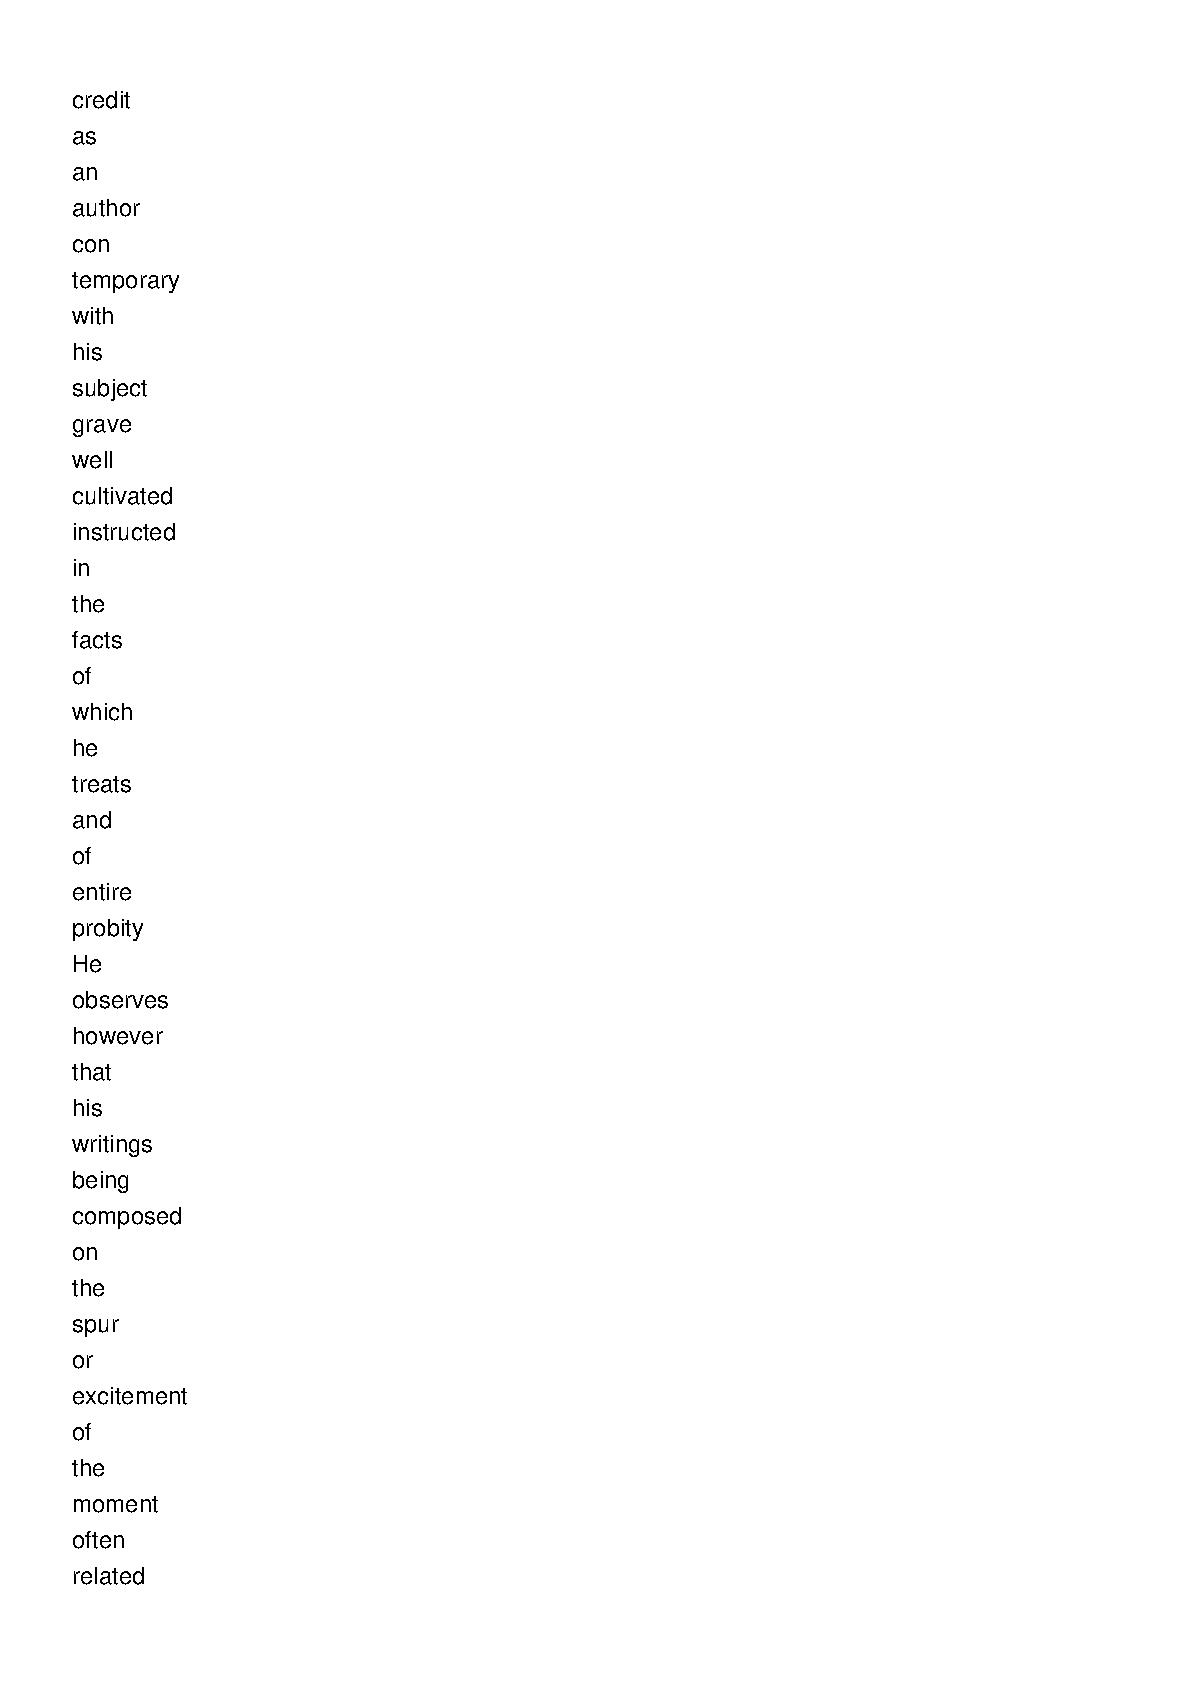 credit
as
an
author
con
temporary
with
his
subject
grave
well
cultivated
instructed
in
the
facts
of
which
he
treats
and
of
entire
probity
He
observes
however
that
his
writings
being
composed
on
the
spur
or
excitement
of
the
moment
often
related